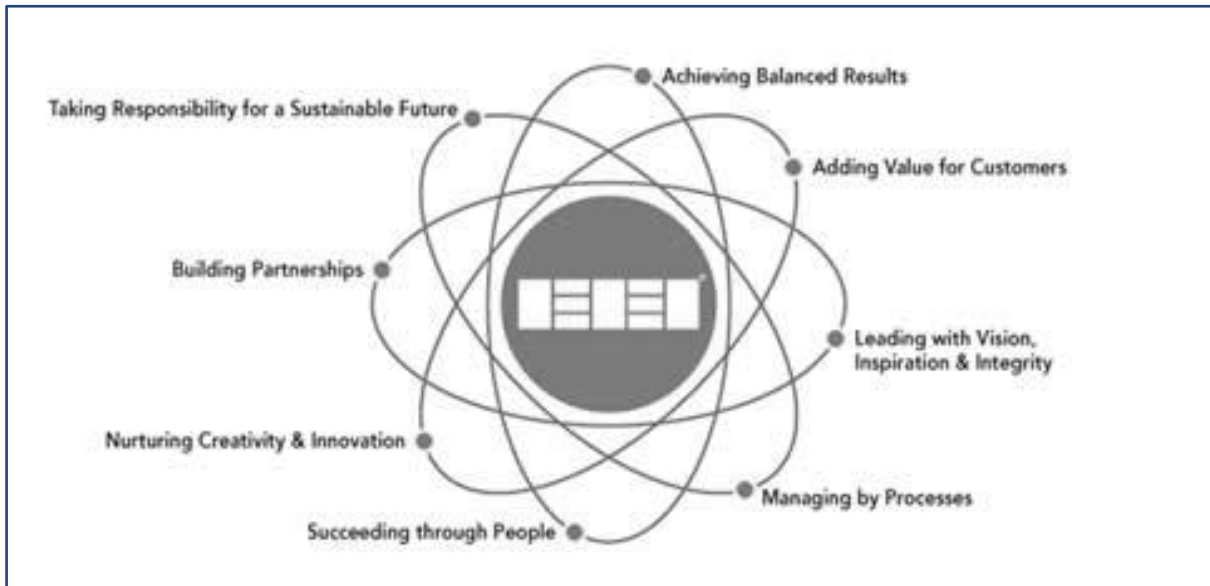 Achieving Balanced Results
Taking Responsibility for a Sustainable Future
Adding Value for Customers
Building Partnerships
Leading with Vision,
Inspiration & Integrity
Nurturing Creativity & Innovation
Managing by Processes
Succeeding through People